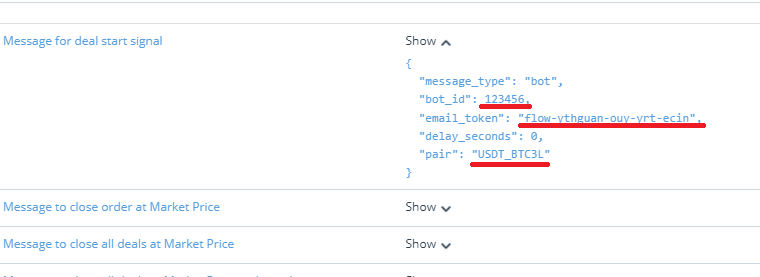 Message for deal start signal Show
{
"message_type": "bot",
"bot_id": 123456,
"email_token": "flow-ythguan-ouy-yrt-ecin",
"delay_seconds": 0,
"pair": "USDT_BTC3L"
}
Message to close order at Market Price Show
Message to close all deals at Market Price Show